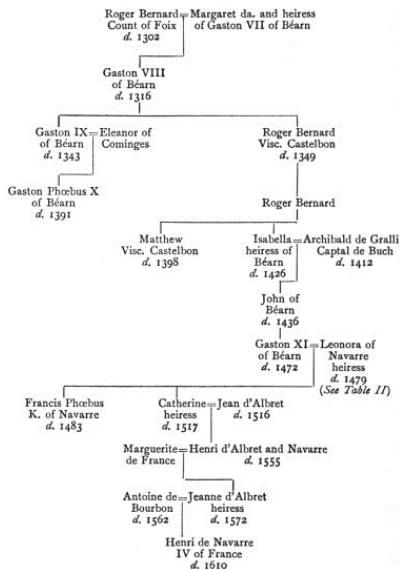 Roger Bernard=Margaret da. and heiress
Count of Foix of Gaston VII of Béarn
d. 1302
Gaston VIII
of Béarn
d. 1316
Gaston IX=Eleanor of Roger Bernard
of Béarn Cominges Visc. Castelbon
d. 1343 d. 1349
Gaston Phœbus X Roger Bernard
of Béarn
d. 1391
Matthew Isabella=Archibald de Gralli
Visc. Castelbon heiress of Captal de Buch
d. 1398 Béarn d. 1412
d. 1426
John of
Béarn
d. 1436
Gaston XI=Leonora of
of Béarn Navarre
d. 1472 heiress
d. 1479
(See Table II)
Francis Phœbus Catherine=Jean d'Albret
K. of Navarre heiress d. 1516
d. 1483 d. 1517
Marguerite=Henri d'Albret and Navarre
de France d. 1555
Antoine de=Jeanne d'Albret
Bourbon heiress
d. 1562 d. 1572
Henri de Navarre
IV of France
d. 1610